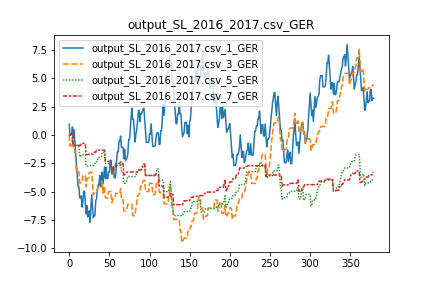 output_SL_2016_2017.csv_GER
output_SL_2016_2017.csv_1_GER
output_SL_2016_2017.csv_3_GER
output_SL_2016_2017.csv_5_GER
output_SL_2016_2017.csv_7_GER
7.5
5.0
2.5
0.0
−2.5
−5.0
−7.5
−10.0
0 50 100 150 200 250 300 350